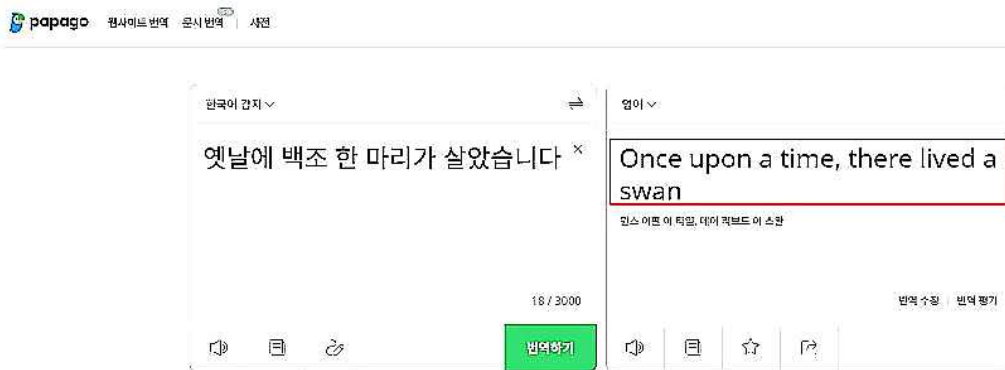 papago 웹사이트 번역 문서 번역 사전
한국어 감지
영어
옛날에 백조 한 마리가 살았습니다
Once upon a time, there lived a
swan
원스 어폰 어 타임, 데어 리브드 어 스완
18 / 3000
번역 수정 번역 평가
번역하기